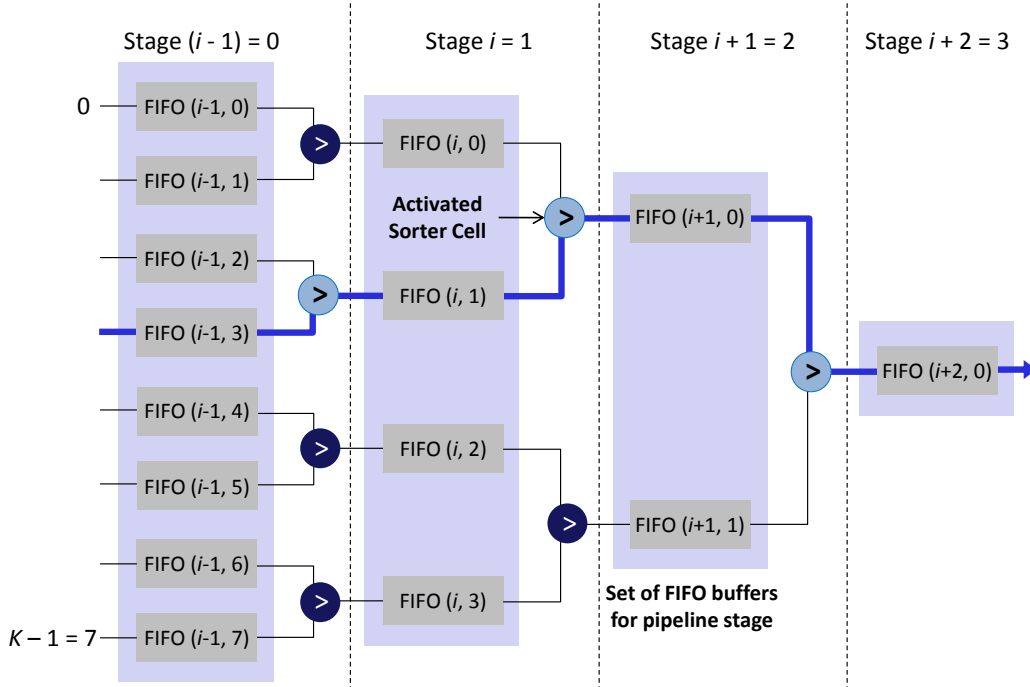 Stage (i - 1) = 0
Stage i = 1
Stage i + 1 = 2
Stage i + 2 = 3
0
FIFO (i-1, 0)
>
FIFO (i-1, 1)
FIFO (i-1, 2)
>
FIFO (i-1, 3)
FIFO (i-1, 4)
>
FIFO (i-1, 5)
FIFO (i-1, 6)
>
K – 1 = 7
FIFO (i-1, 7)
FIFO (i, 0)
Activated
Sorter Cell
>
FIFO (i, 1)
FIFO (i, 2)
>
FIFO (i, 3)
FIFO (i+1, 0)
>
FIFO (i+1, 1)
Set of FIFO buffers
for pipeline stage
FIFO (i+2, 0)